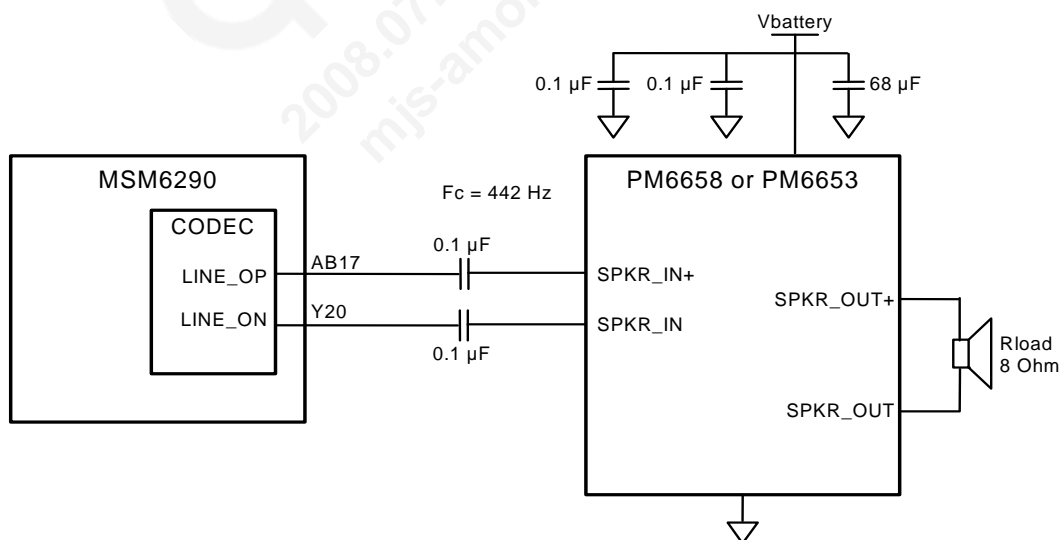 Vbattery
0.1 µF
0.1 µF
68 µF
MSM6290
PM6658 or PM6653
Fc = 442 Hz
CODEC
0.1 µF
LINE_OP
AB17
SPKR_IN+
LINE_ON
Y20
SPKR_IN
0.1 µF
SPKR_OUT+
Rload
8 Ohm
SPKR_OUT